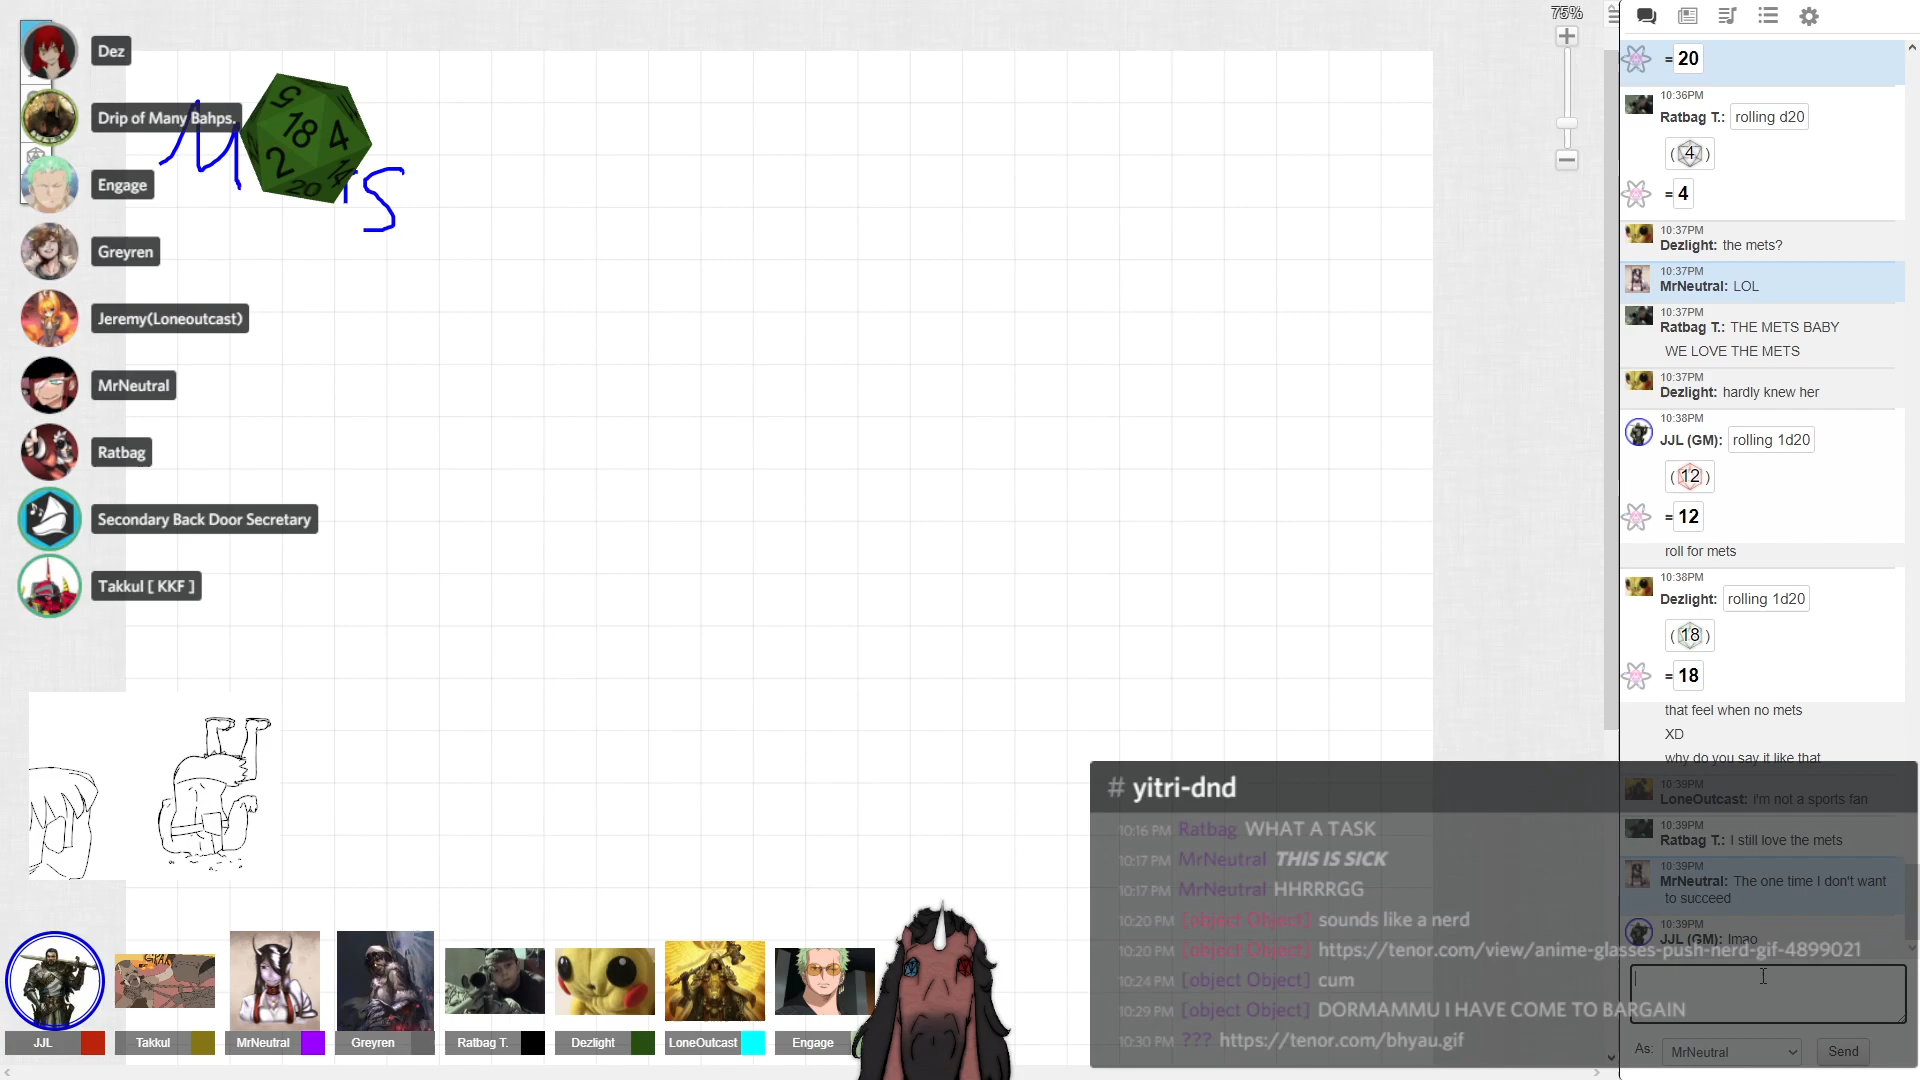 Dez
Drip of Many Bahps.
Engage
Greyren
Jeremy(Loneoutcast)
MrNeutral
Ratbag
Secondary Back Door Secretary
Takkul [ KKF ]
5
18 4
2
14
20
S
75%
= 20
10:36PM
Ratbag T.: rolling d20
( 4 )
= 4
10:37PM
Dezlight: the mets?
10:37PM
MrNeutral: LOL
10:37PM
Ratbag T.: THE METS BABY
WE LOVE THE METS
10:37PM
Dezlight: hardly knew her
10:38PM
JJL (GM): rolling 1d20
( 12 )
= 12
roll for mets
10:38PM
Dezlight: rolling 1d20
( 18 )
= 18
that feel when no mets
XD
why do you say it like that
10:39PM
LoneOutcast: i'm not a sports fan
10:39PM
Ratbag T.: I still love the mets
10:39PM
MrNeutral: The one time I don't want
to succeed
10:39PM
JJL (GM): lmao
As: MrNeutral Send
# yitri-dnd
10:16 PM Ratbag WHAT A TASK
10:17 PM MrNeutral THIS IS SICK
10:17 PM MrNeutral HHRRRGG
10:20 PM [object Object] sounds like a nerd
10:20 PM [object Object] https://tenor.com/view/anime-glasses-push-nerd-gif-4899021
10:24 PM [object Object] cum
10:29 PM [object Object] DORMAMMU I HAVE COME TO BARGAIN
10:30 PM ??? https://tenor.com/bhyau.gif
JJL
Takkul
MrNeutral
Greyren
Ratbag T.
Dezlight
LoneOutcast
Engage